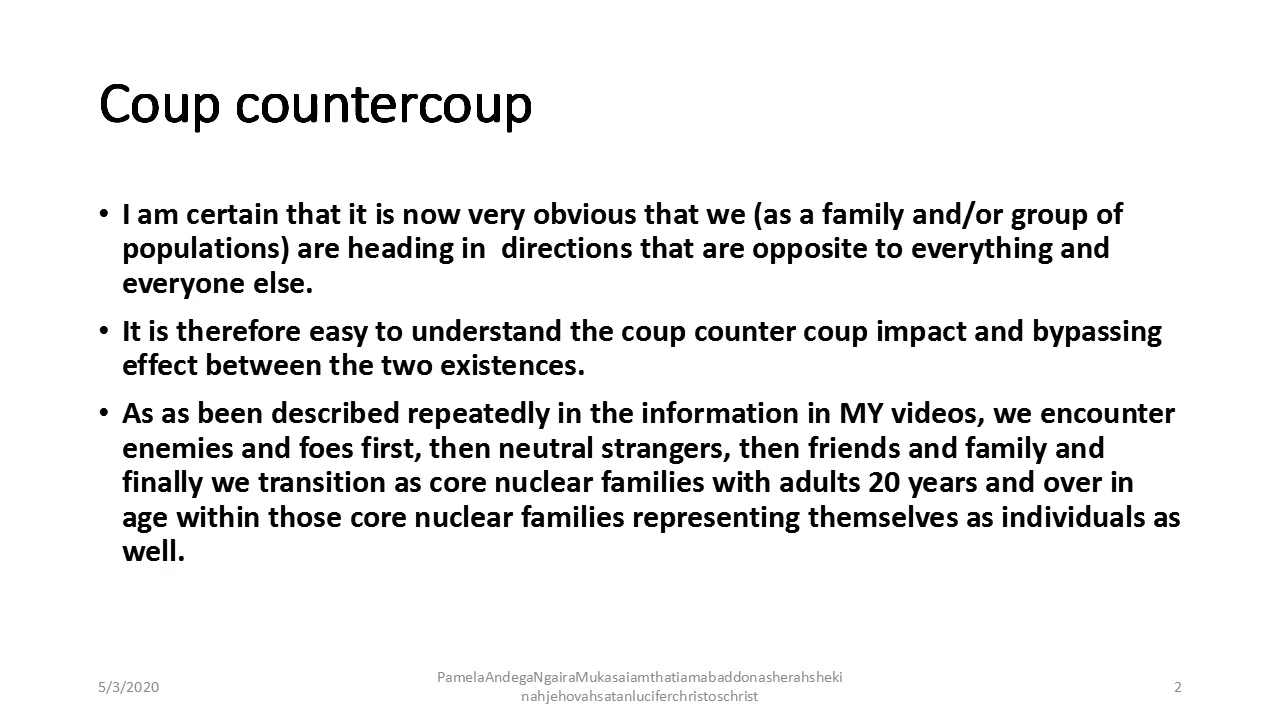 Coup countercoup
• I am certain that it is now very obvious that we (as a family and/or group of
populations) are heading in  directions that are opposite to everything and
everyone else.
• It is therefore easy to understand the coup counter coup impact and bypassing
effect between the two existences.
• As as been described repeatedly in the information in MY videos, we encounter
enemies and foes first, then neutral strangers, then friends and family and
finally we transition as core nuclear families with adults 20 years and over in
age within those core nuclear families representing themselves as individuals as
well.
5/3/2020
PamelaAndegaNgairaMukasaiamthatiamabaddonasherahsheki
nahjehovahsatanluciferchristoschrist
2